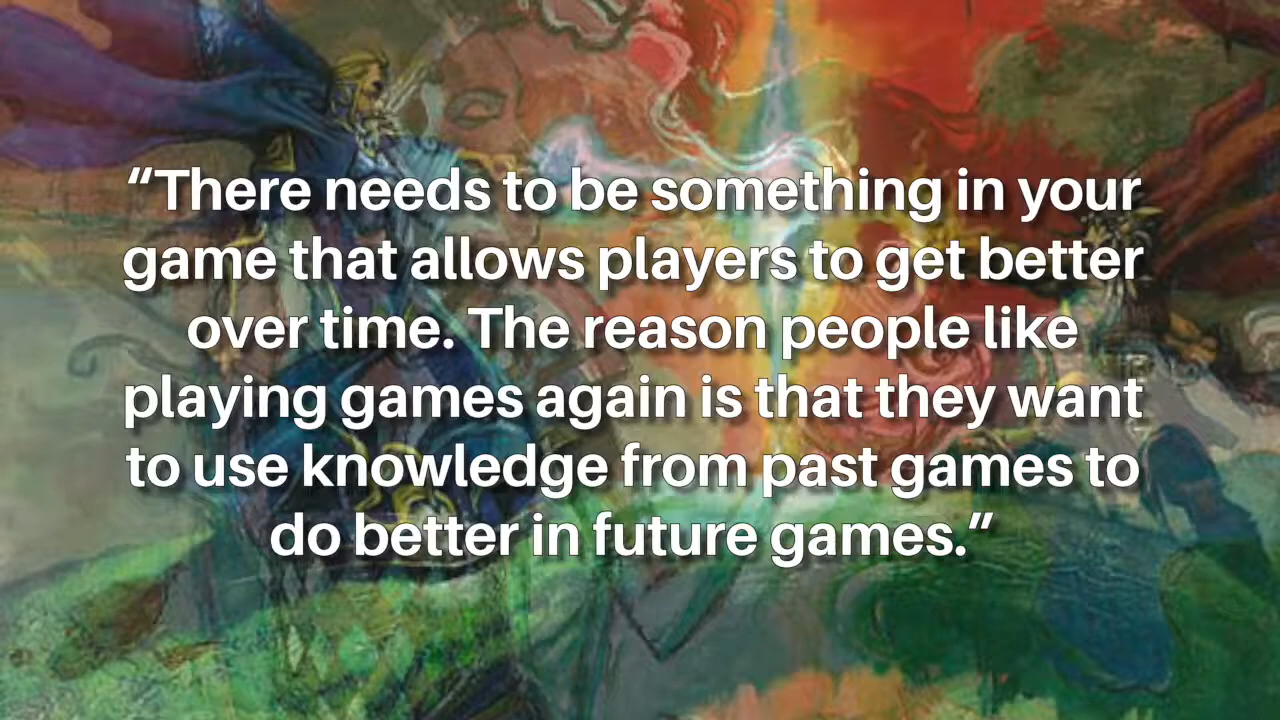 “There needs to be something in your
game that allows players to get better
over time. The reason people like
playing games again is that they want
to use knowledge from past games to
do better in future games.”